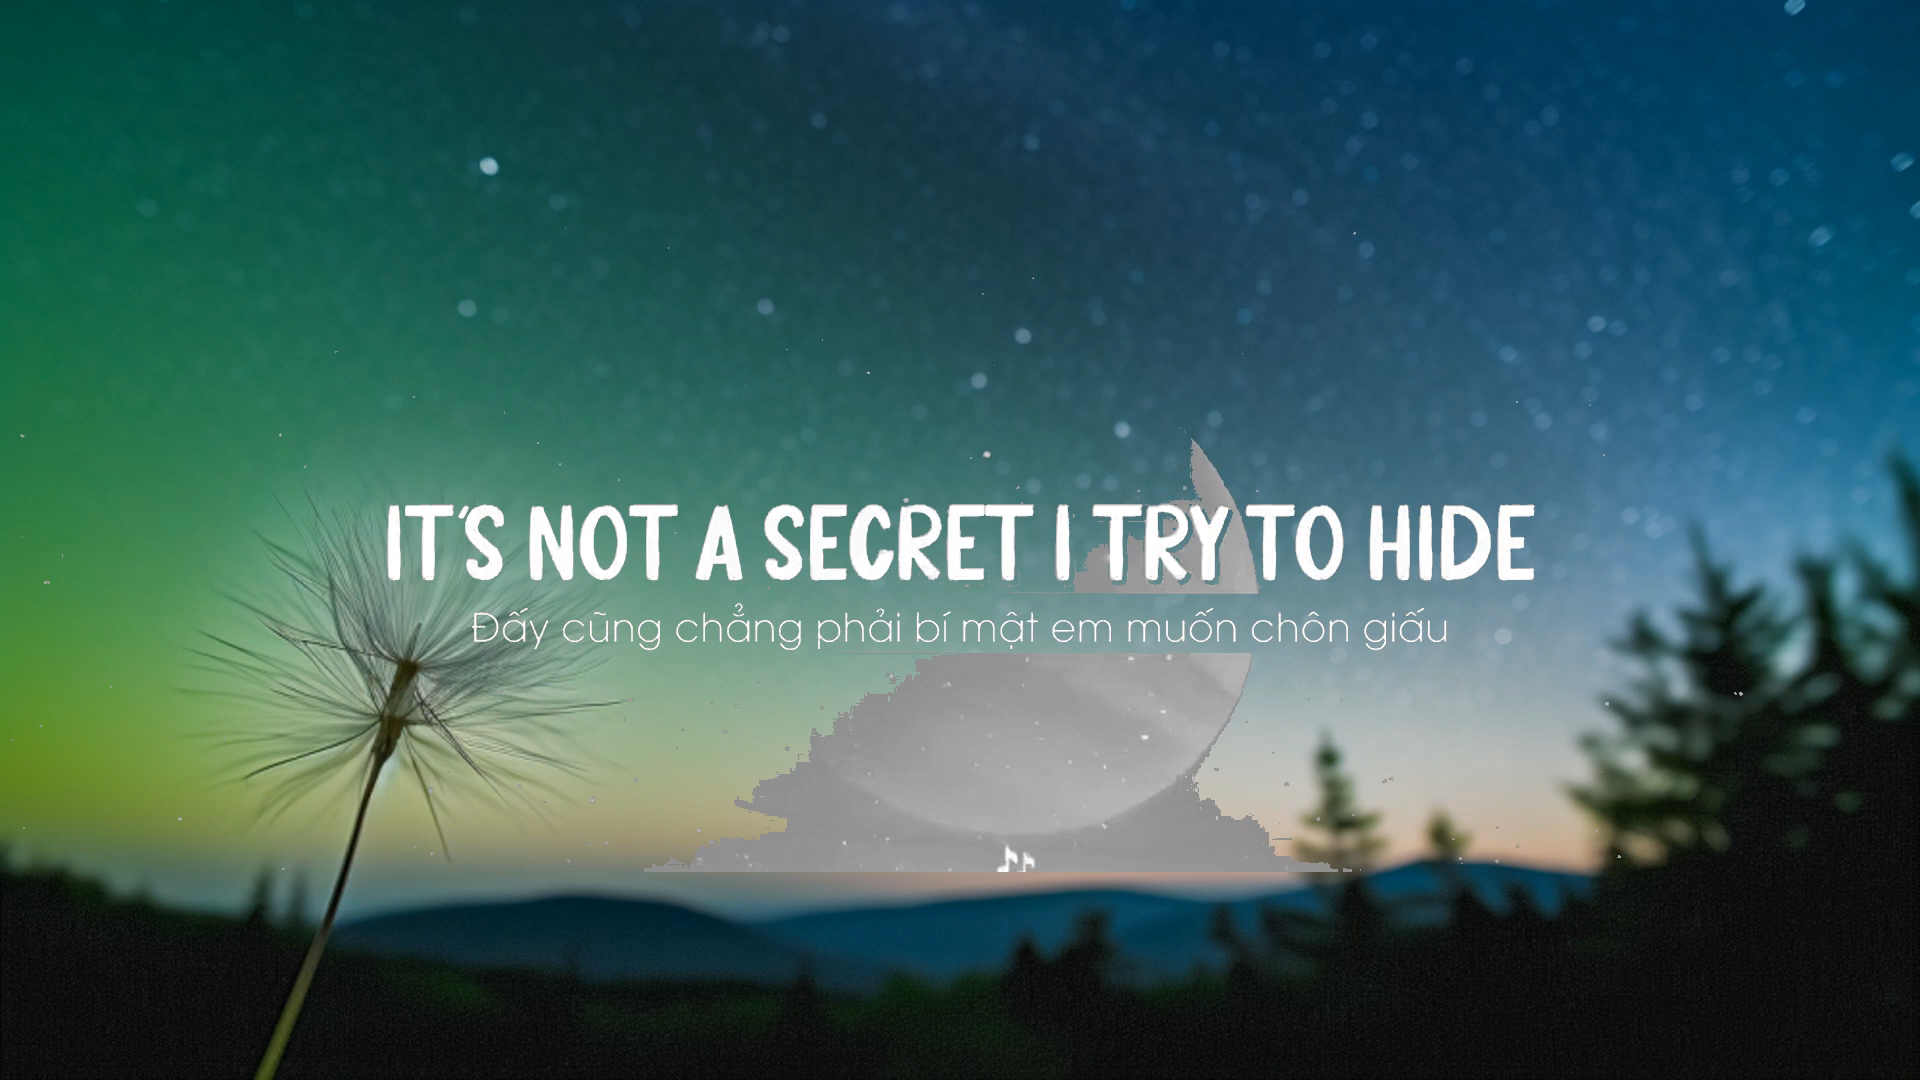 IT'S NOT A SECRET I TRY TO HIDE
Đấy cũng chẳng phải bí mật em muốn chôn giấu